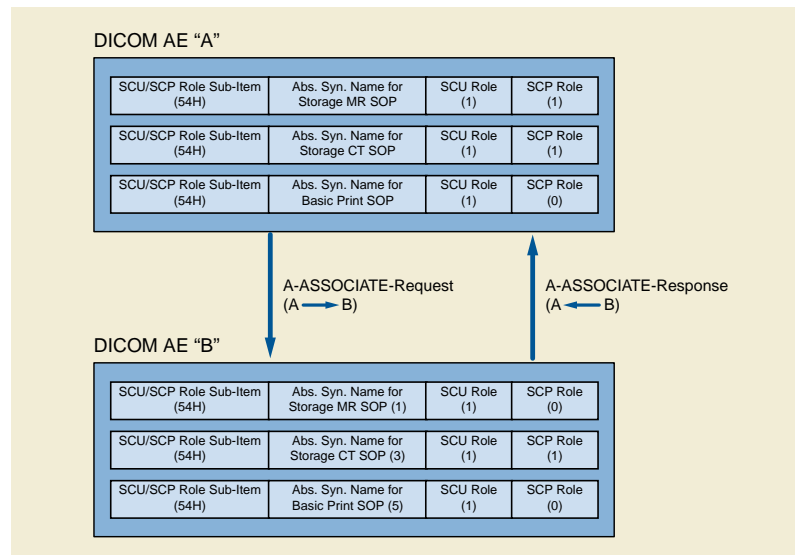 DICOM AE “A”
SCU/SCP Role Sub-Item
(54H)
Abs. Syn. Name for
Storage MR SOP
SCU Role
(1)
SCP Role
(1)
SCU/SCP Role Sub-Item
(54H)
Abs. Syn. Name for
Storage CT SOP
SCU Role
(1)
SCP Role
(1)
SCU/SCP Role Sub-Item
(54H)
Abs. Syn. Name for
Basic Print SOP
SCU Role
(1)
SCP Role
(0)
A-ASSOCIATE-Request
(A B)
A-ASSOCIATE-Response
(A B)
DICOM AE “B”
SCU/SCP Role Sub-Item
(54H)
Abs. Syn. Name for
Storage MR SOP (1)
SCU Role
(1)
SCP Role
(0)
SCU/SCP Role Sub-Item
(54H)
Abs. Syn. Name for
Storage CT SOP (3)
SCU Role
(1)
SCP Role
(1)
SCU/SCP Role Sub-Item
(54H)
Abs. Syn. Name for
Basic Print SOP (5)
SCU Role
(1)
SCP Role
(0)